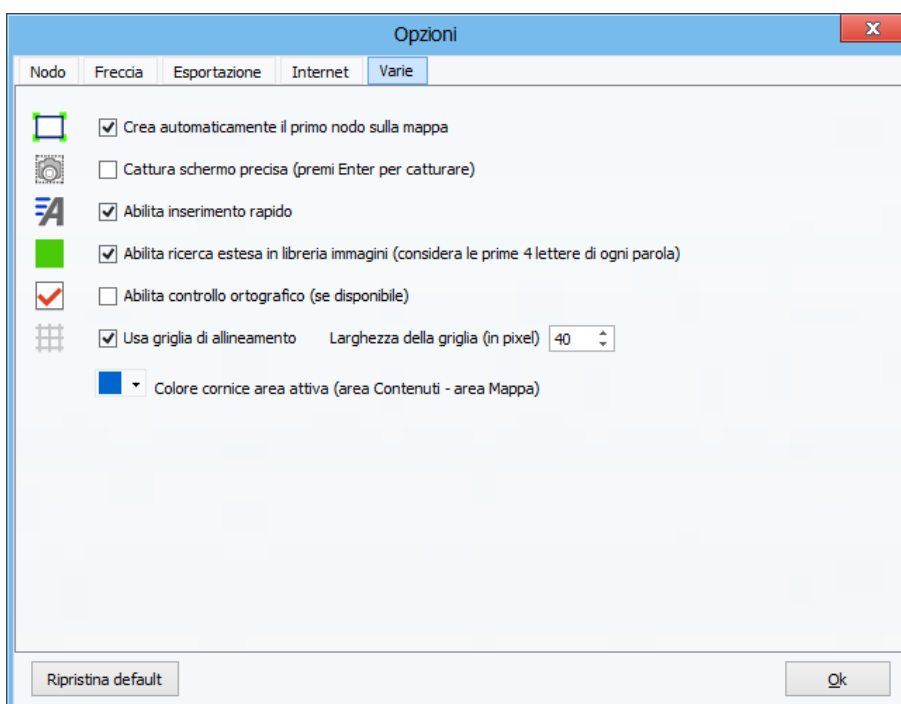 Opzioni
x
Nodo Freccia Esportazione Internet Varie
Crea automaticamente il primo nodo sulla mappa
Cattura schermo precisa (premi Enter per catturare)
A Abilita inserimento rapido
Abilita ricerca estesa in libreria immagini (considera le prime 4 lettere di ogni parola)
Abilita controllo ortografico (se disponibile)
Usa griglia di allineamento Larghezza della griglia (in pixel) 40
Colore cornice area attiva (area Contenuti - area Mappa)
Ripristina default Ok